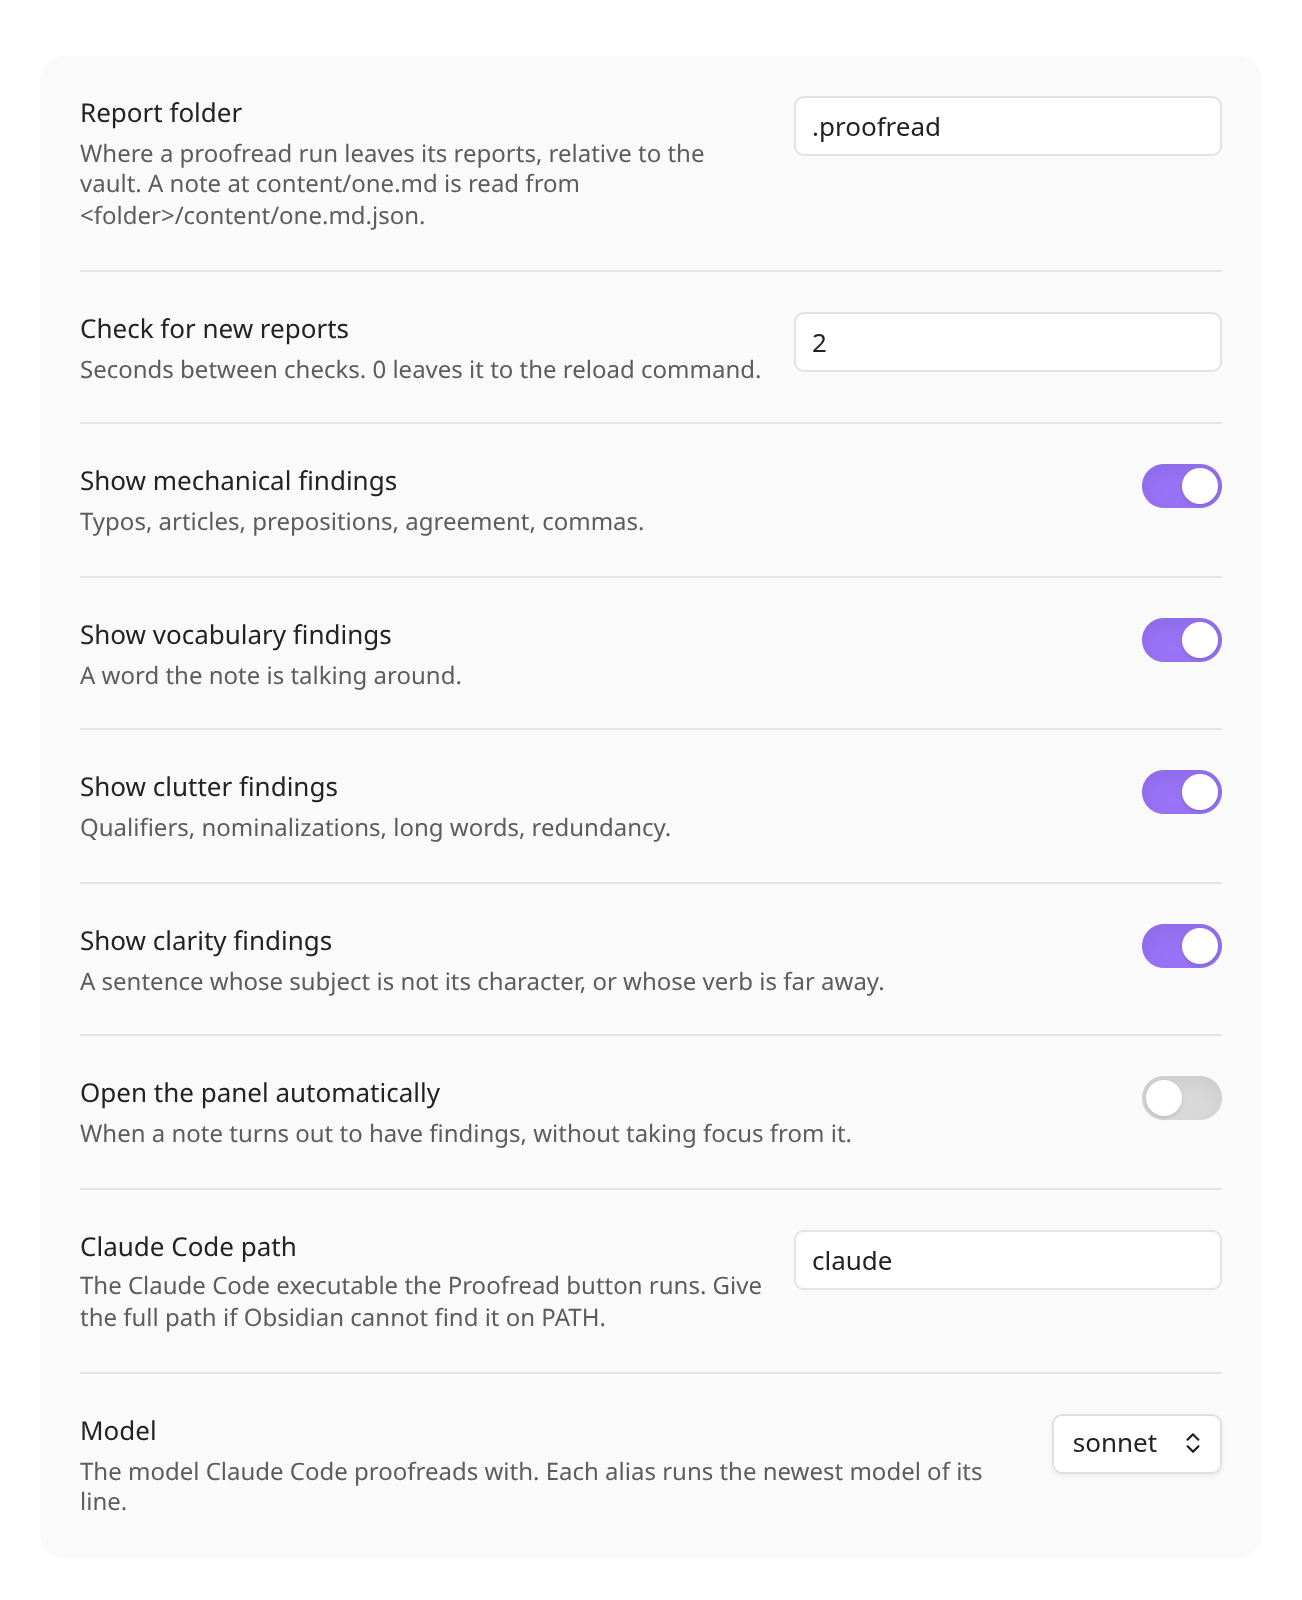 Report folder
.proofread
Where a proofread run leaves its reports, relative to the
vault. A note at content/one.md is read from
<folder>/content/one.md.json.
Check for new reports
2
Seconds between checks. 0 leaves it to the reload command.
Show mechanical findings
Typos, articles, prepositions, agreement, commas.
Show vocabulary findings
A word the note is talking around.
Show clutter findings
Qualifiers, nominalizations, long words, redundancy.
Show clarity findings
A sentence whose subject is not its character, or whose verb is far away.
Open the panel automatically
When a note turns out to have findings, without taking focus from it.
Claude Code path
claude
The Claude Code executable the Proofread button runs. Give
the full path if Obsidian cannot find it on PATH.
Model
sonnet
The model Claude Code proofreads with. Each alias runs the newest model of its
line.